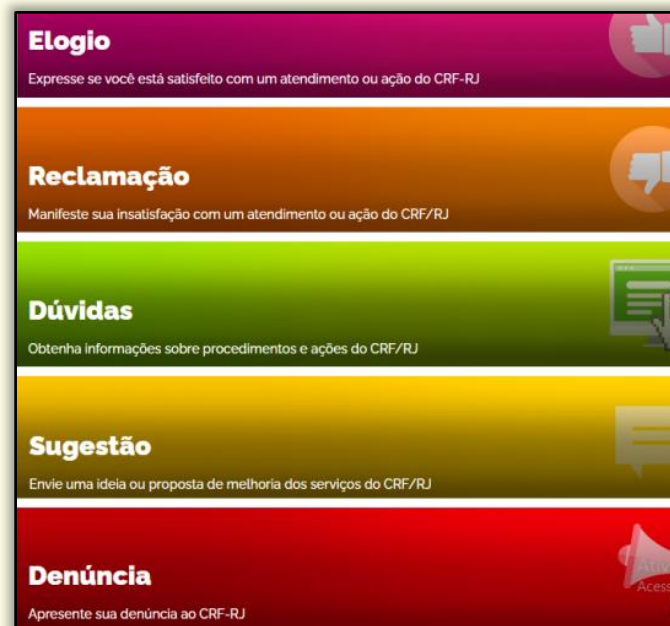 Elogio
Expresse se você está satisfeito com um atendimento ou ação do CRF-RJ
Reclamação
Manifeste sua insatisfação com um atendimento ou ação do CRF/RJ
Dúvidas
Obtenha informações sobre procedimentos e ações do CRF/RJ
Sugestão
Envie uma ideia ou proposta de melhoria dos serviços do CRF/RJ
Denúncia
Apresente sua denúncia ao CRF-RJ